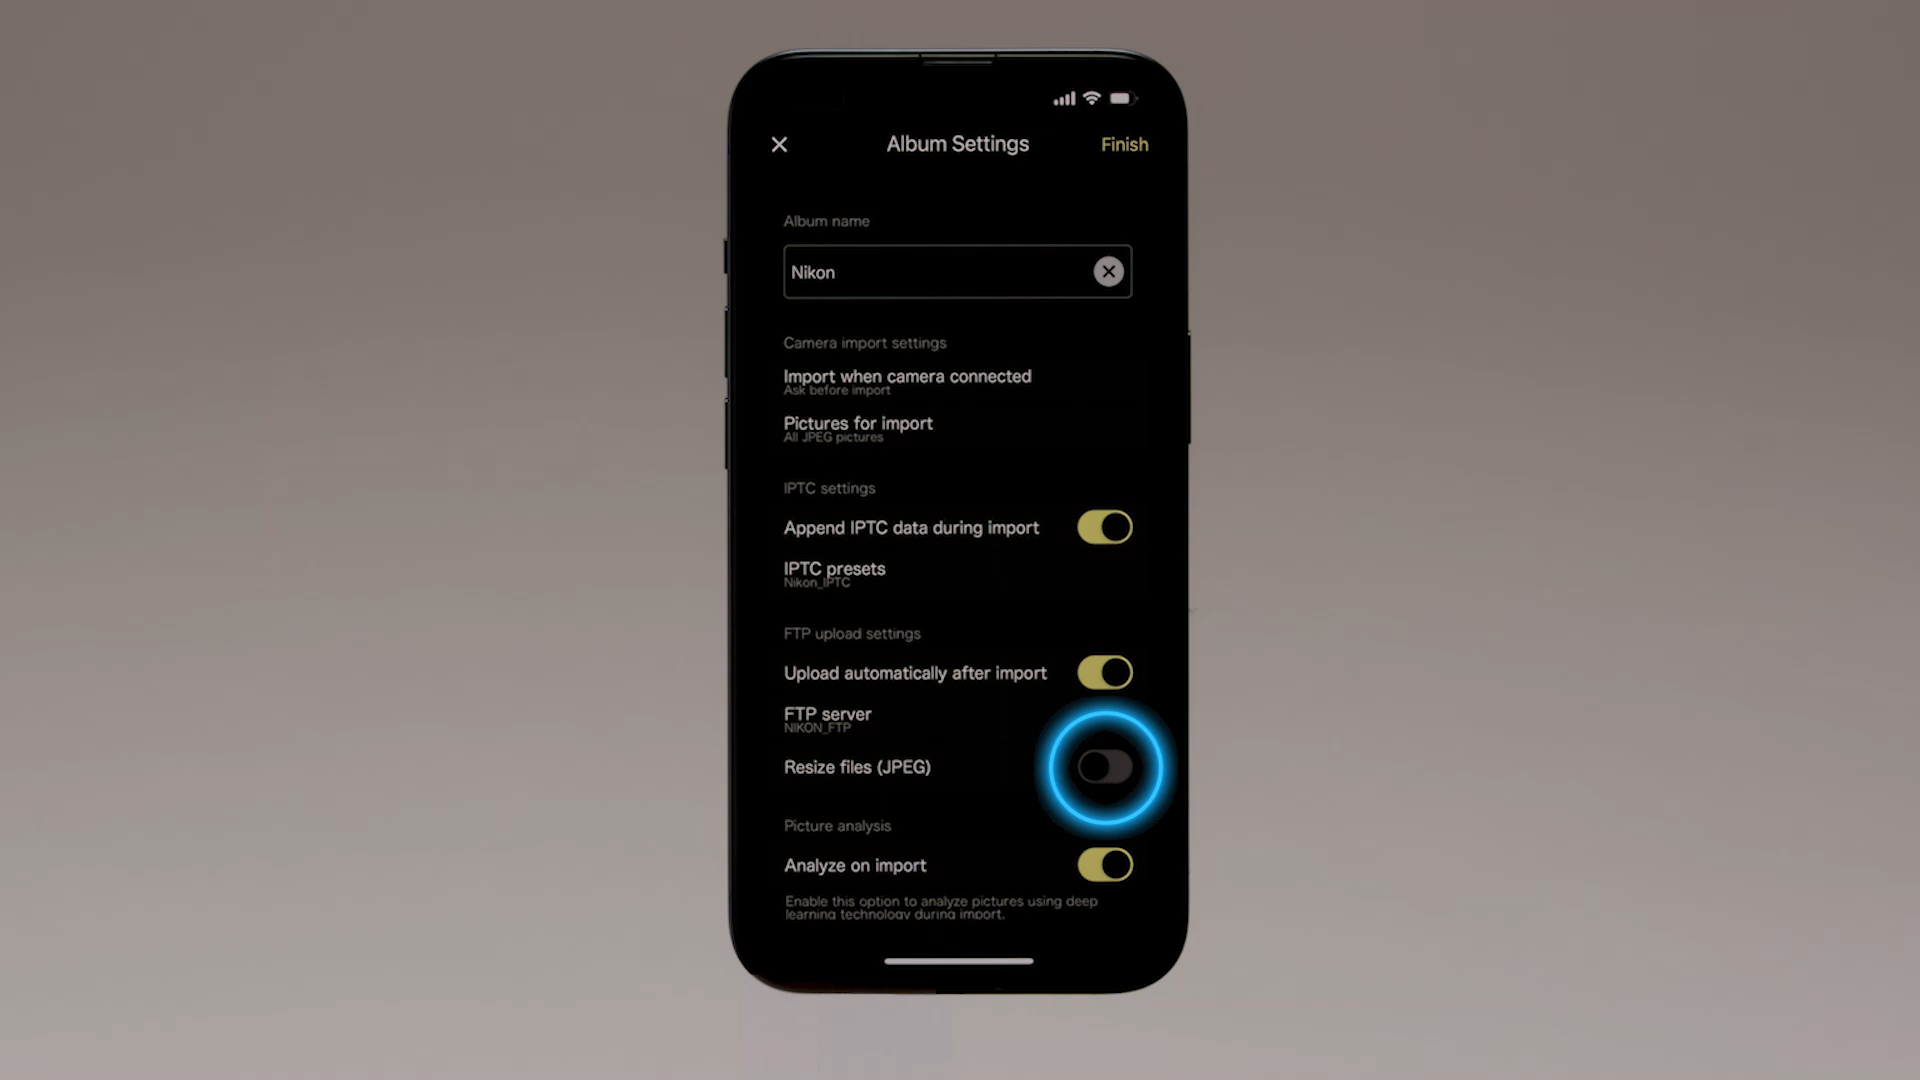 Album Settings
Finish
Album name
Nikon
Camera import settings
Import when camera connected
Ask before import
Pictures for import
All JPEG pictures
IPTC settings
Append IPTC data during import
IPTC presets
Nikon_IPTC
FTP upload settings
Upload automatically after import
FTP server
NIKON_FTP
Resize files (JPEG)
Picture analysis
Analyze on import
Enable this option to analyze pictures using deep
learning technology during import.